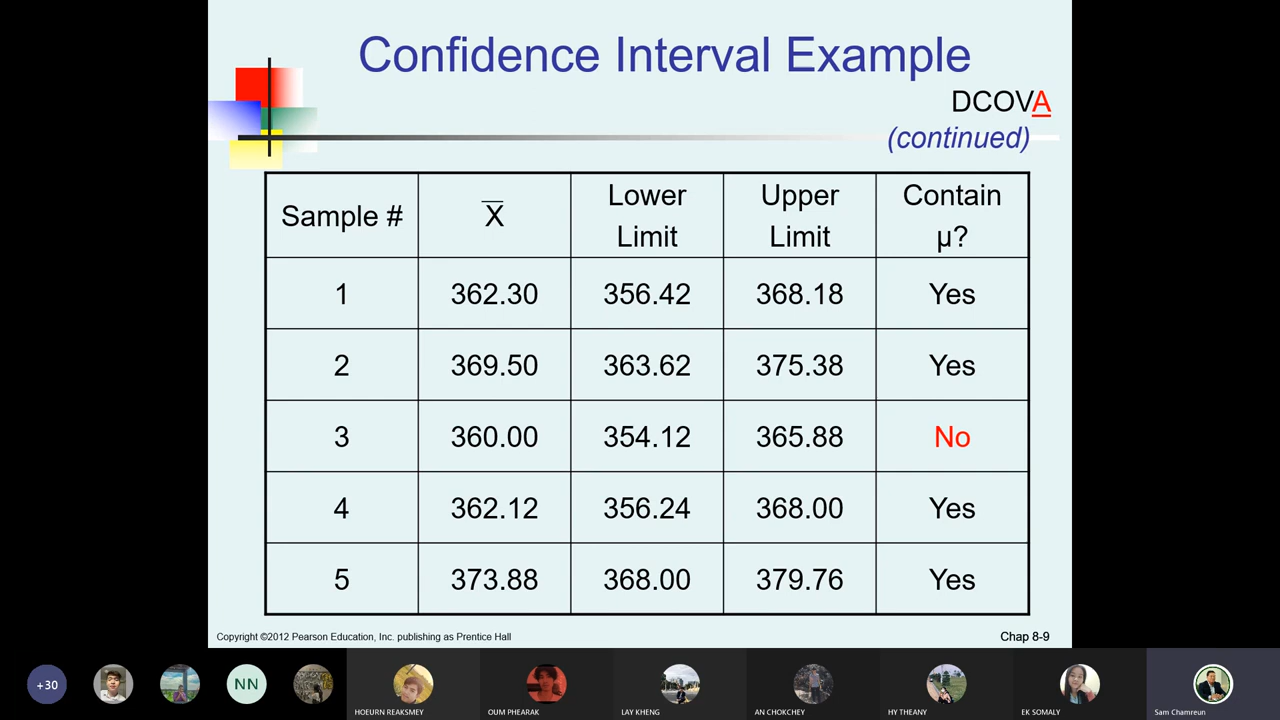 Confidence Interval Example
DCOVA
(continued)
Sample # X̅ Lower Limit Upper Limit Contain μ?
1 362.30 356.42 368.18 Yes
2 369.50 363.62 375.38 Yes
3 360.00 354.12 365.88 No
4 362.12 356.24 368.00 Yes
5 373.88 368.00 379.76 Yes
Copyright ©2012 Pearson Education, Inc. publishing as Prentice Hall Chap 8-9
+30 NN
HOEURN REAKSMEY OUM PHEARAK LAY KHENG AN CHOKCHEY HY THEANY EK SOMALY Sam Chamreun